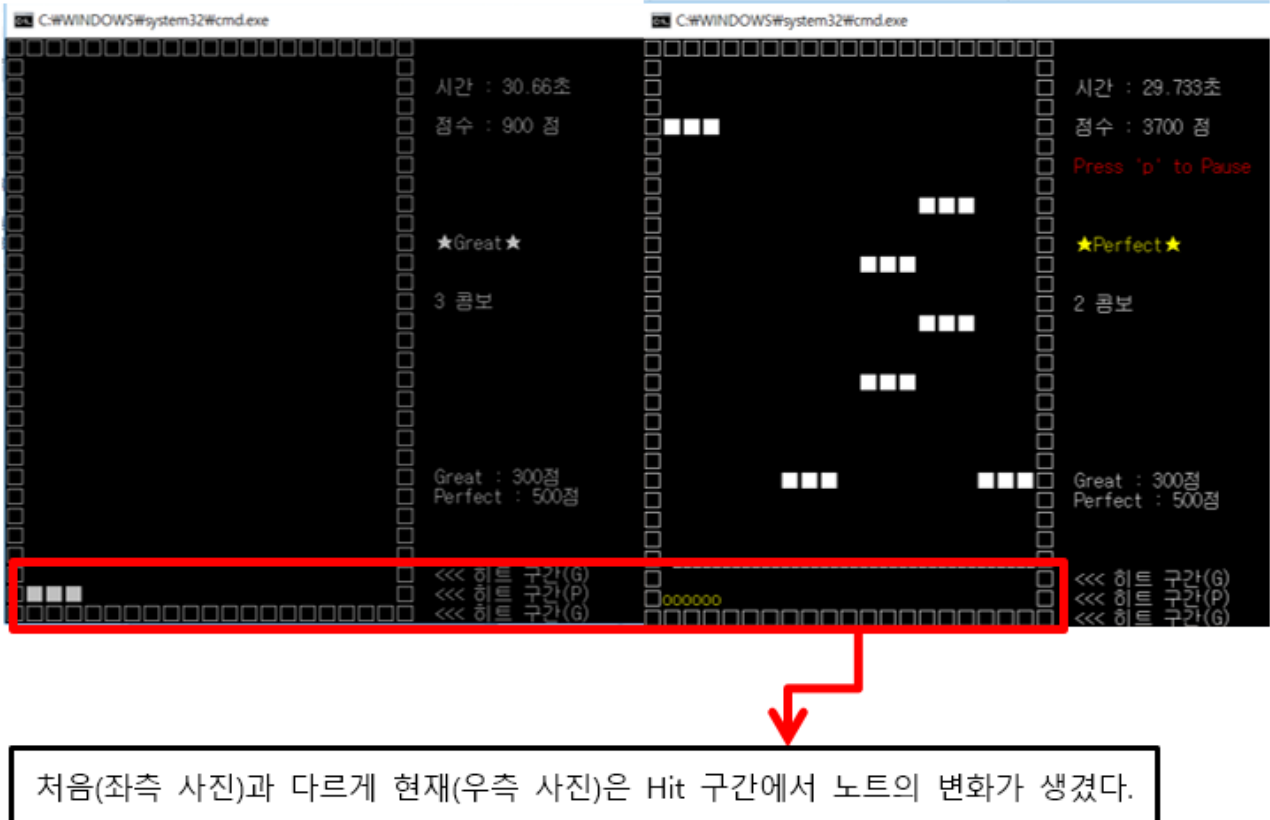 C:₩WINDOWS₩system32₩cmd.exe
시간 : 30.66초
점수 : 900 점
★Great★
3 콤보
Great : 300점
Perfect : 500점
<<< 히트 구간(G)
<<< 히트 구간(P)
<<< 히트 구간(G)
C:₩WINDOWS₩system32₩cmd.exe
시간 : 29.733초
점수 : 3700 점
Press 'p' to Pause
★Perfect★
2 콤보
Great : 300점
Perfect : 500점
<<< 히트 구간(G)
oooooo
<<< 히트 구간(P)
<<< 히트 구간(G)
처음(좌측 사진)과 다르게 현재(우측 사진)은 Hit 구간에서 노트의 변화가 생겼다.